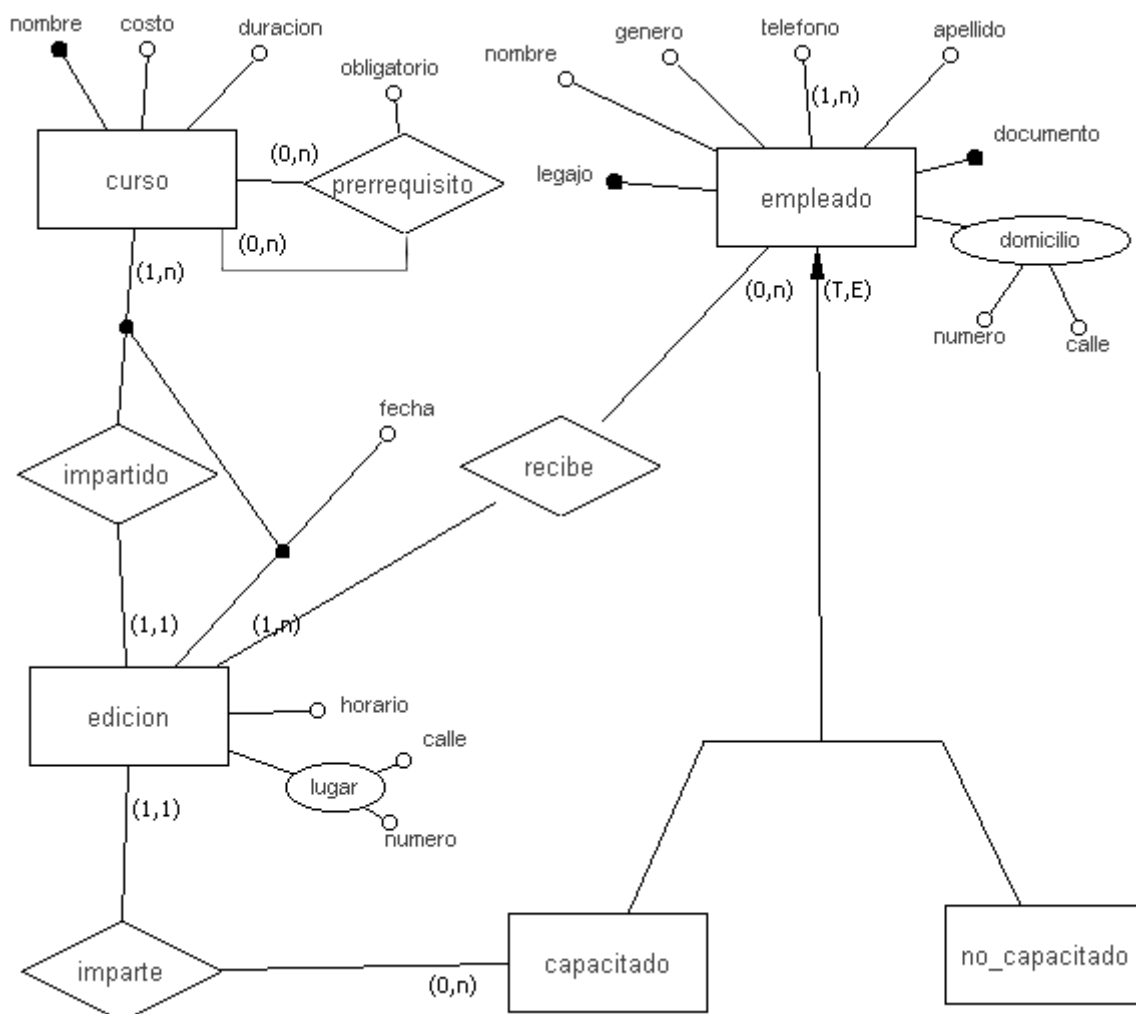 nombre
costo
duracion
obligatorio
(0,n)
curso
prerrequisito
(0,n)
(1,n)
nombre
genero
telefono
apellido
(1,n)
documento
legajo
empleado
domicilio
numero
calle
(0,n)
(T,E)
fecha
impartido
recibe
(1,1)
(1,n)
edicion
horario
calle
lugar
numero
(1,1)
imparte
(0,n)
capacitado
no_capacitado